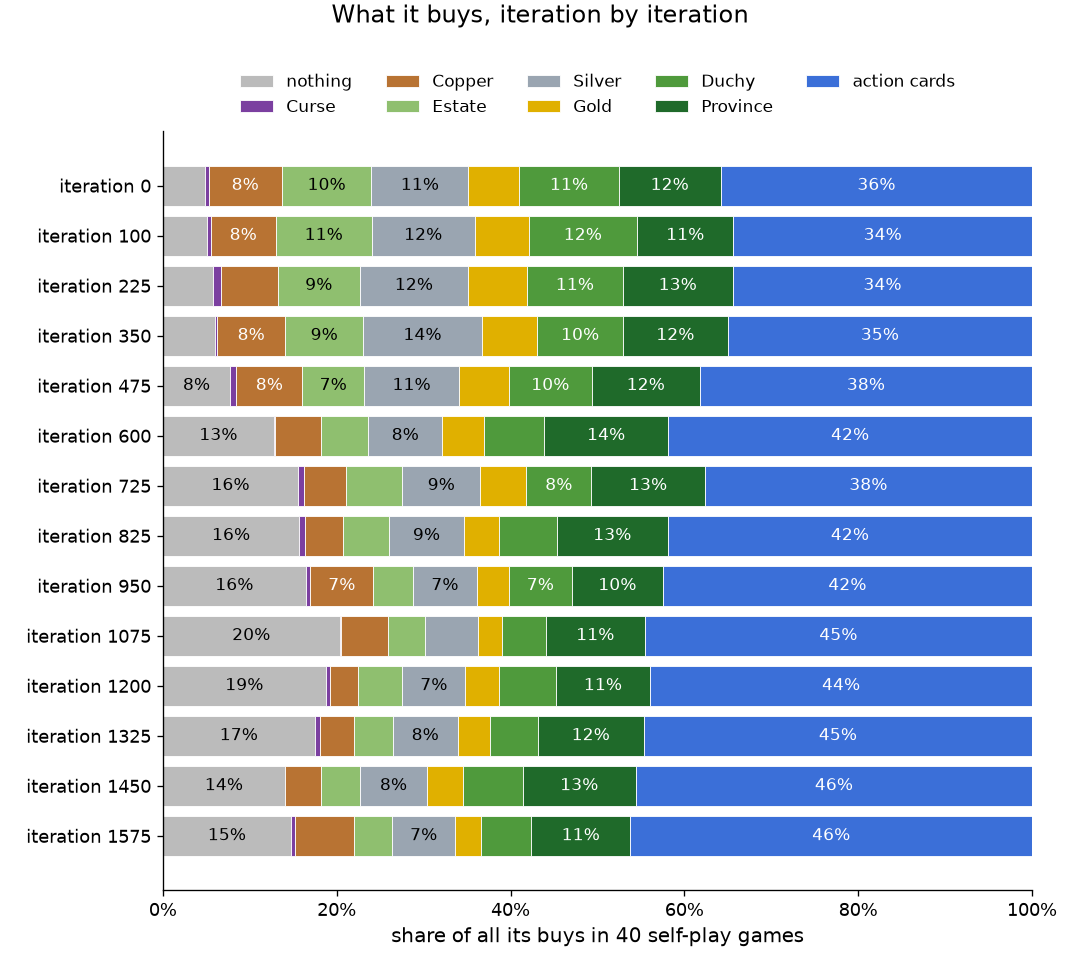 What it buys, iteration by iteration
nothing Copper Silver Duchy action cards
Curse Estate Gold Province
iteration 0 8% 10% 11% 11% 12% 36%
iteration 100 8% 11% 12% 12% 11% 34%
iteration 225 9% 12% 11% 13% 34%
iteration 350 8% 9% 14% 10% 12% 35%
iteration 475 8% 8% 7% 11% 10% 12% 38%
iteration 600 13% 8% 14% 42%
iteration 725 16% 9% 8% 13% 38%
iteration 825 16% 9% 13% 42%
iteration 950 16% 7% 7% 7% 10% 42%
iteration 1075 20% 11% 45%
iteration 1200 19% 7% 11% 44%
iteration 1325 17% 8% 12% 45%
iteration 1450 14% 8% 13% 46%
iteration 1575 15% 7% 11% 46%
0% 20% 40% 60% 80% 100%
share of all its buys in 40 self-play games